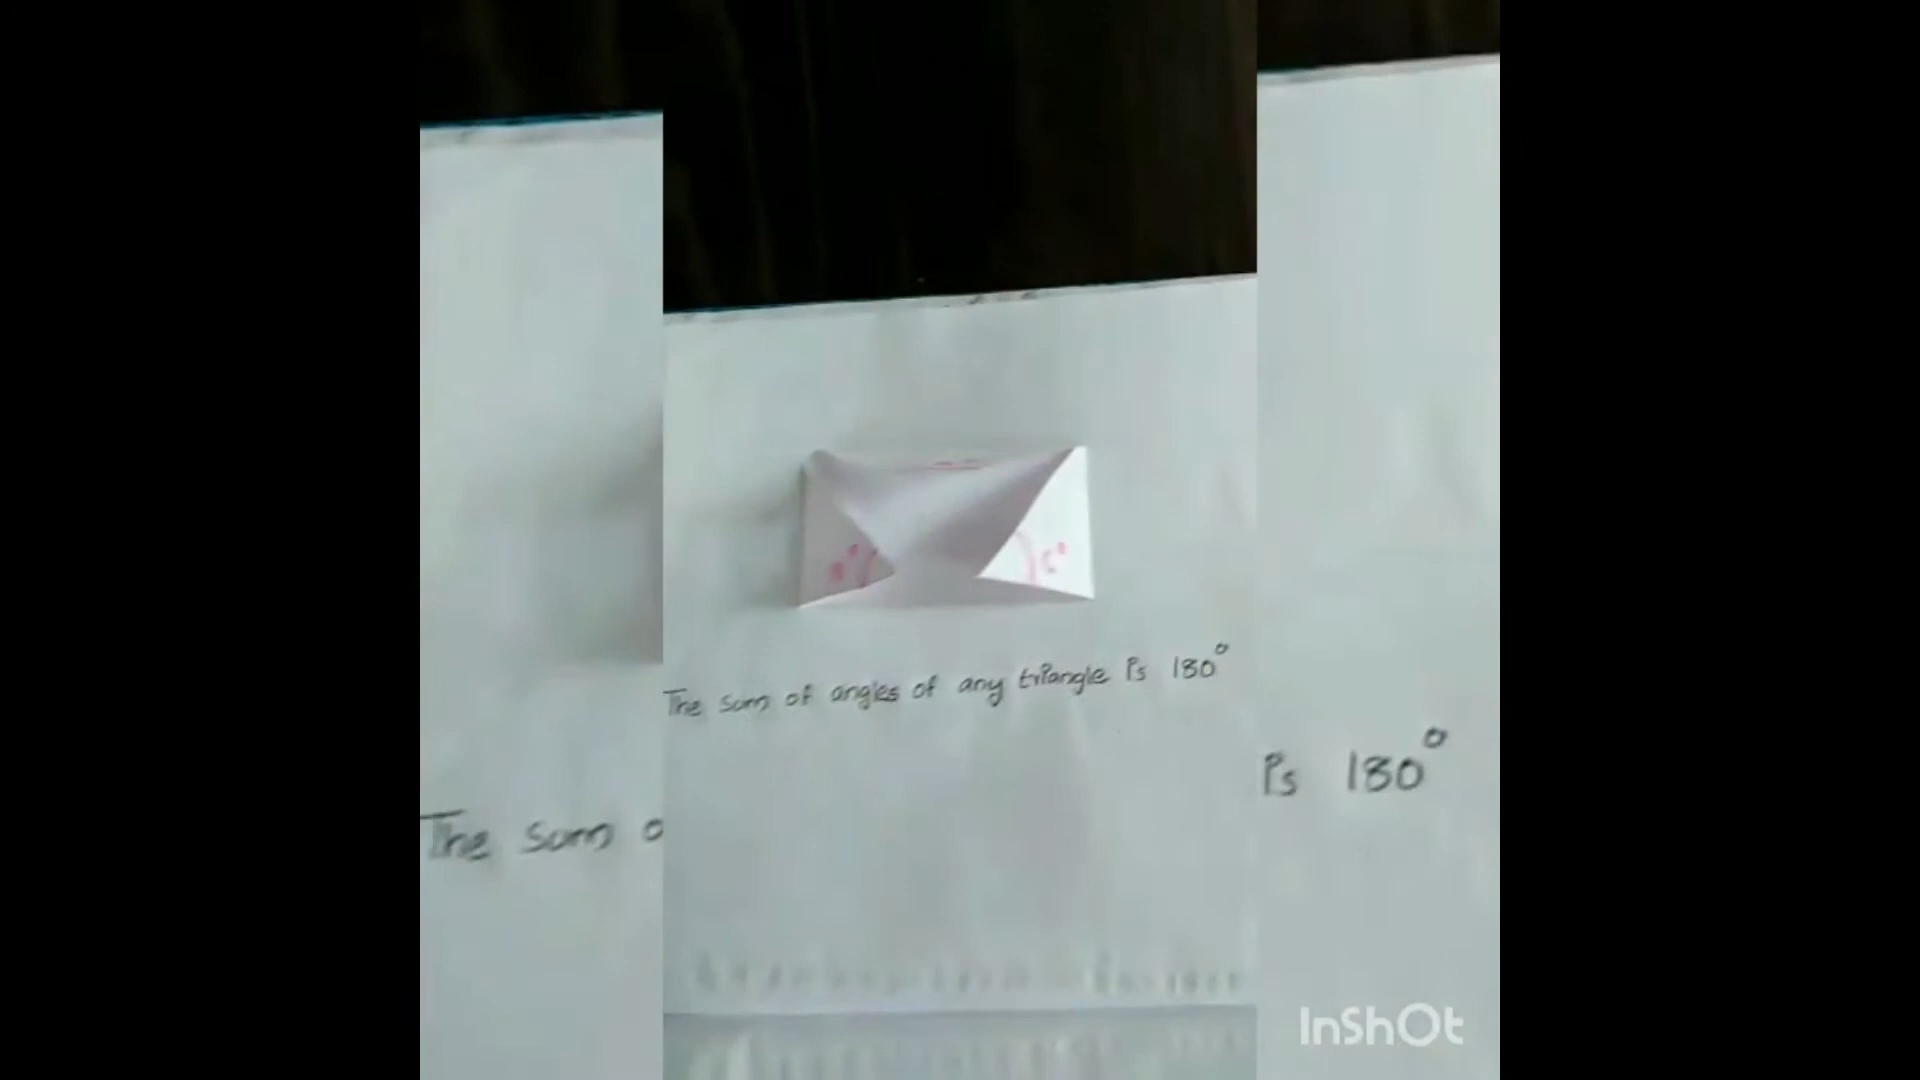 B° C°
The sum of angles of any triangle is 180°
The sum o
is 180°
InShOt